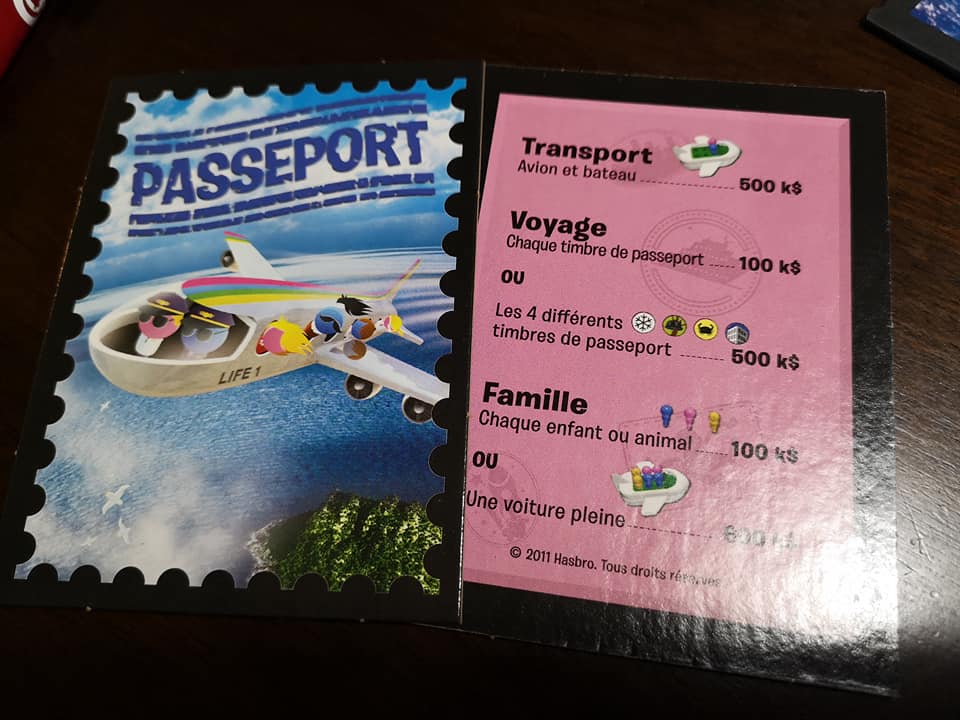 PASSEPORT
LIFE 1
Transport
Avion et bateau ............ 500 k$
Voyage
Chaque timbre de passeport ...... 100 k$
OU
Les 4 différents
timbres de passeport ........ 500 k$
Famille
Chaque enfant ou animal ...... 100 k$
OU
Une voiture pleine ................ k$
© 2011 Hasbro. Tous droits réservés